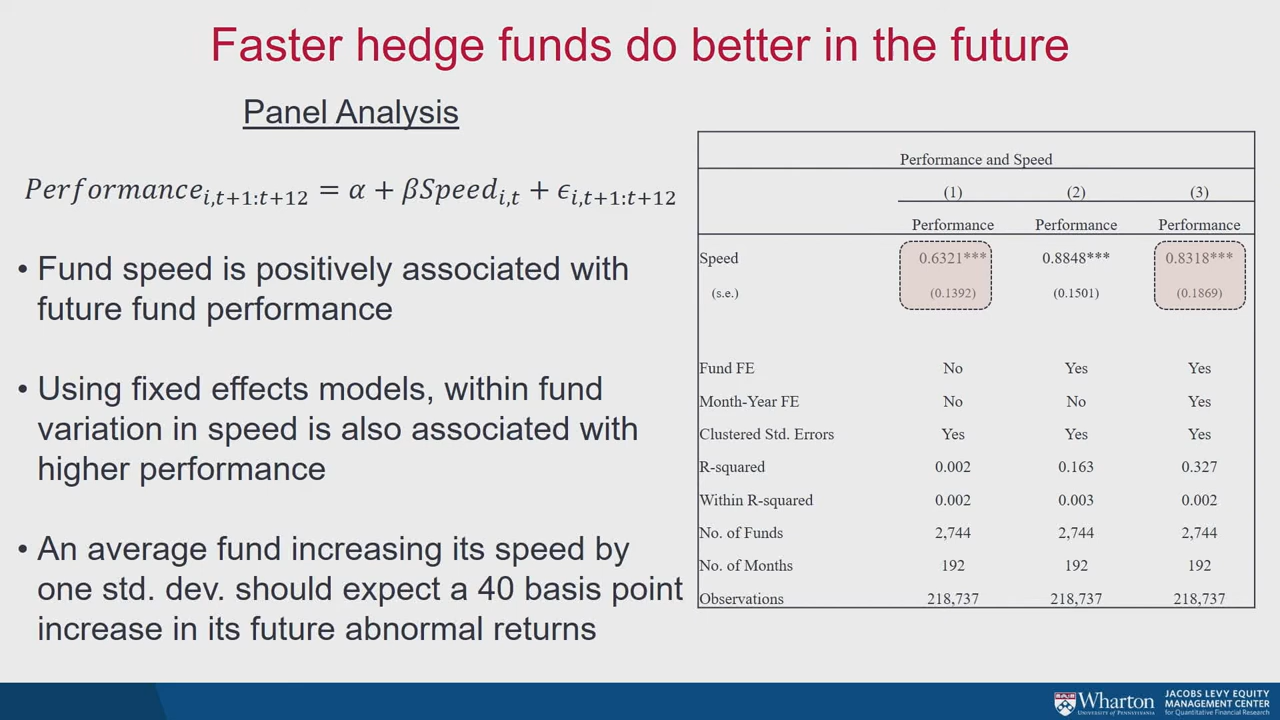 Faster hedge funds do better in the future
Panel Analysis
Performance_{i,t+1:t+12} = α + βSpeed_{i,t} + ϵ_{i,t+1:t+12}
• Fund speed is positively associated with
future fund performance
• Using fixed effects models, within fund
variation in speed is also associated with
higher performance
• An average fund increasing its speed by
one std. dev. should expect a 40 basis point
increase in its future abnormal returns
Performance and Speed
(1) (2) (3)
Performance Performance Performance
Speed 0.6321*** 0.8848*** 0.8318***
(s.e.) (0.1392) (0.1501) (0.1869)
Fund FE No Yes Yes
Month-Year FE No No Yes
Clustered Std. Errors Yes Yes Yes
R-squared 0.002 0.163 0.327
Within R-squared 0.002 0.003 0.002
No. of Funds 2,744 2,744 2,744
No. of Months 192 192 192
Observations 218,737 218,737 218,737
Wharton
UNIVERSITY of PENNSYLVANIA
JACOBS LEVY EQUITY
MANAGEMENT CENTER
for Quantitative Financial Research